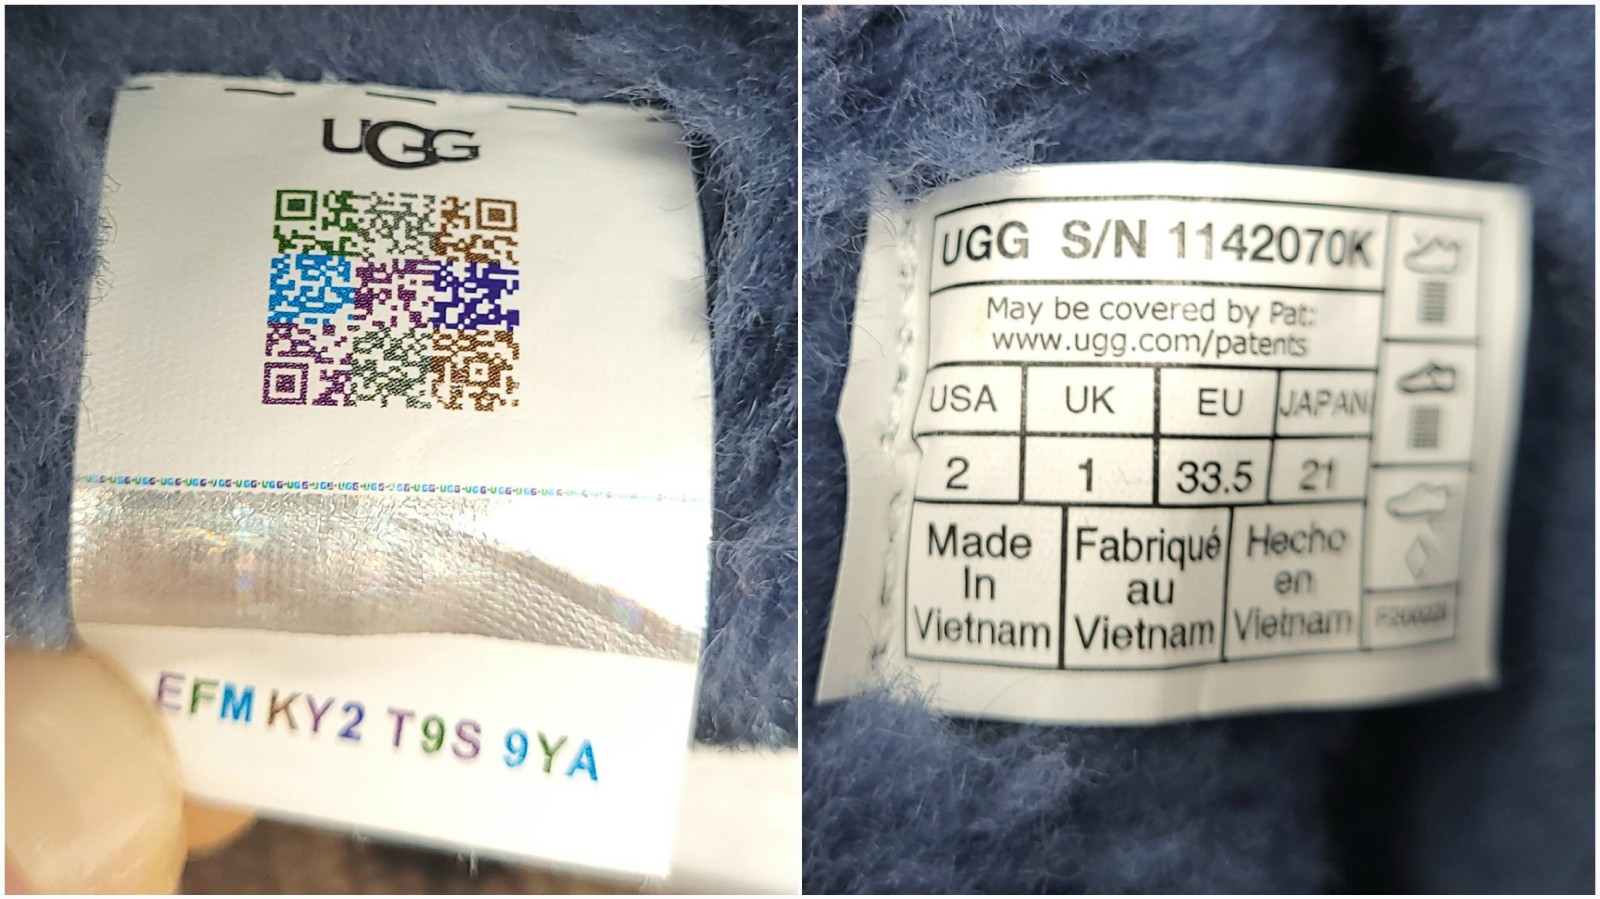 UGG
EFM KY2 T9S 9YA
UGG S/N 1142070K
May be covered by Pat:
www.ugg.com/patents
USA UK EU JAPAN
2 1 33.5 21
Made Fabriqué Hecho
In au en
Vietnam Vietnam Vietnam